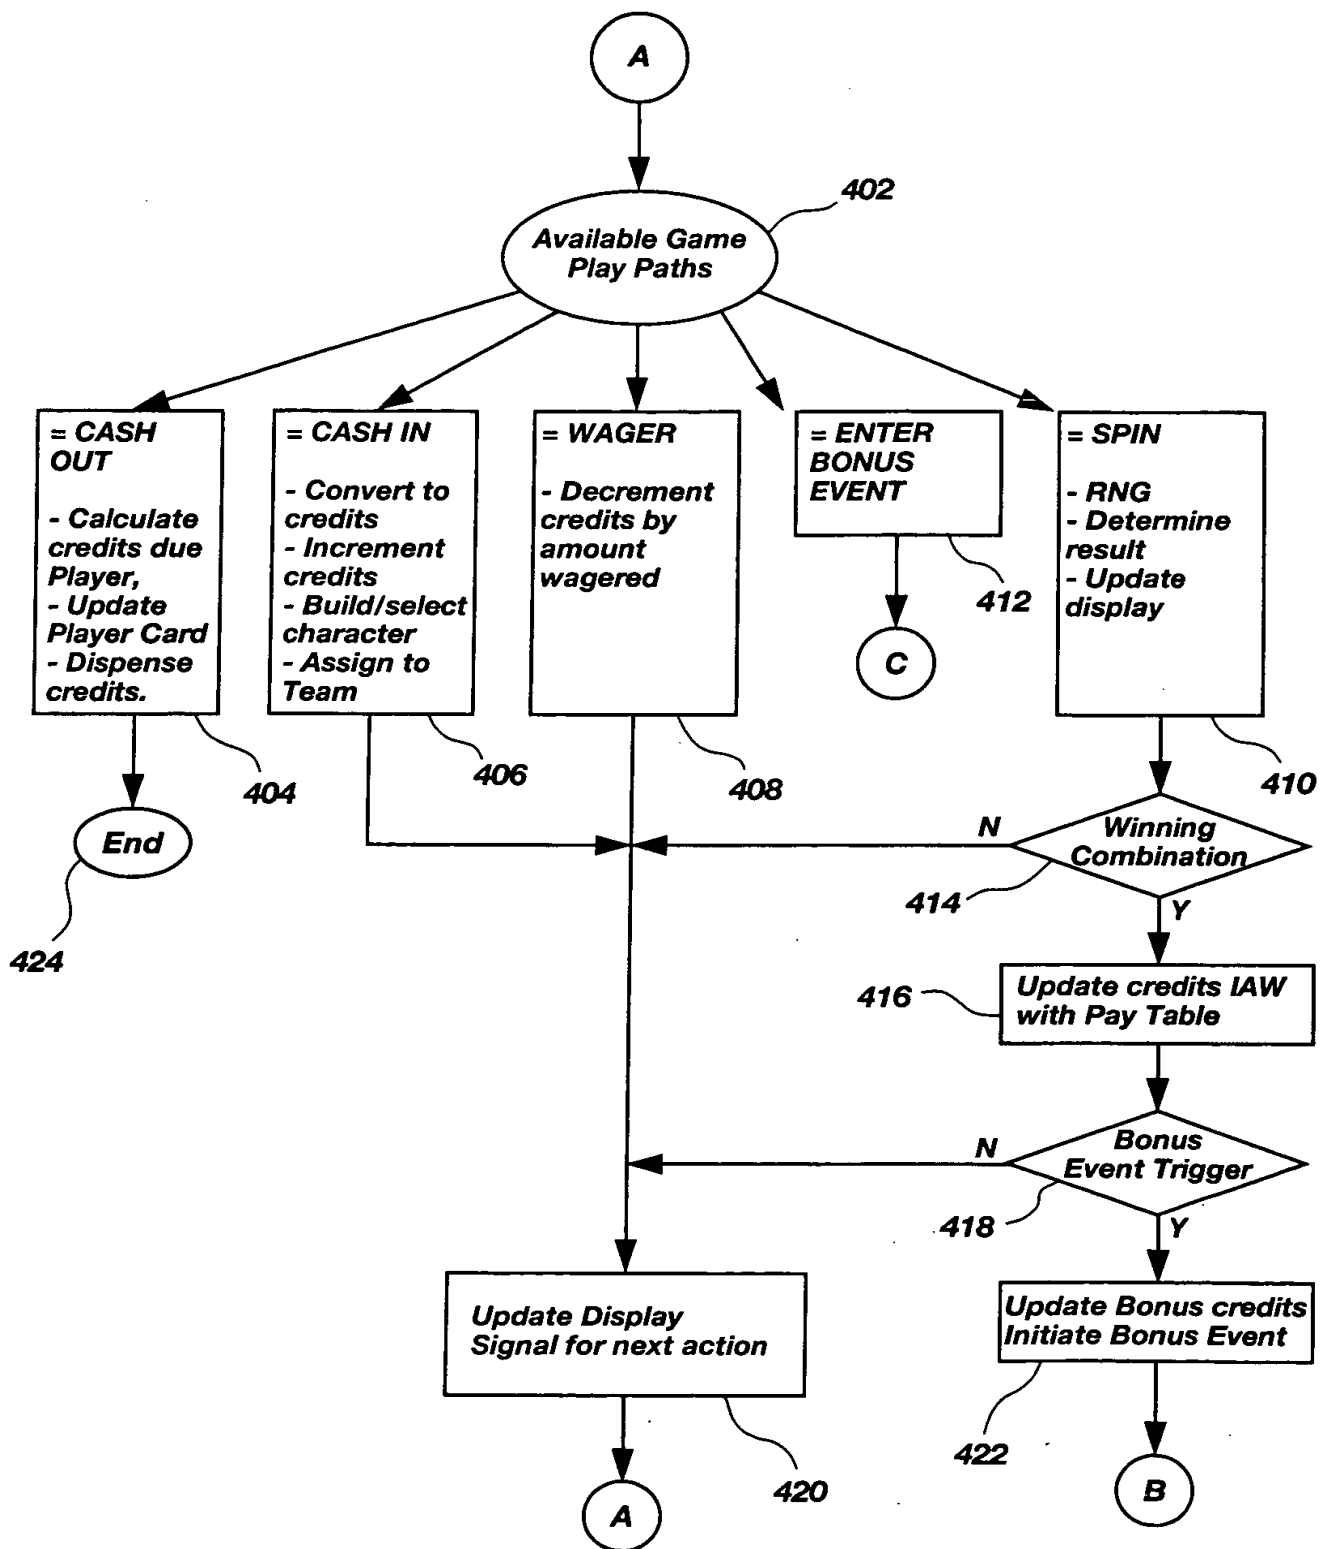 A
402
Available Game
Play Paths
= CASH
OUT
- Calculate
credits due
Player,
- Update
Player Card
- Dispense
credits.
404
End
424
= CASH IN
- Convert to
credits
- Increment
credits
- Build/select
character
- Assign to
Team
406
= WAGER
- Decrement
credits by
amount
wagered
408
= ENTER
BONUS
EVENT
412
C
= SPIN
- RNG
- Determine
result
- Update
display
410
N
Winning
Combination
414
Y
416
Update credits IAW
with Pay Table
N
Bonus
Event Trigger
418
Y
Update Display
Signal for next action
420
A
Update Bonus credits
Initiate Bonus Event
422
B